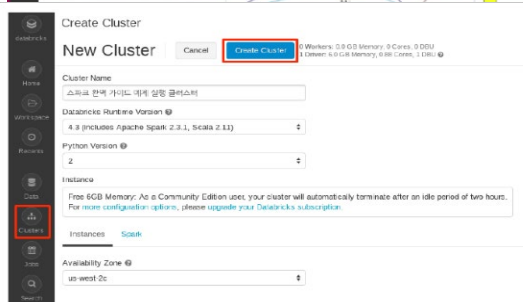 databricks
Home
Workspace
Recents
Data
Clusters
Jobs
Search
Create Cluster
New Cluster
Cancel
Create Cluster
0 Workers: 0.0 GB Memory, 0 Cores, 0 DBU
1 Driver: 6.0 GB Memory, 0.88 Cores, 1 DBU
Cluster Name
스파크 완벽 가이드 예제 실행 클러스터
Databricks Runtime Version
4.3 (includes Apache Spark 2.3.1, Scala 2.11)
Python Version
2
Instance
Free 6GB Memory: As a Community Edition user, your cluster will automatically terminate after an idle period of two hours.
For more configuration options, please upgrade your Databricks subscription.
Instances
Spark
Availability Zone
us-west-2c